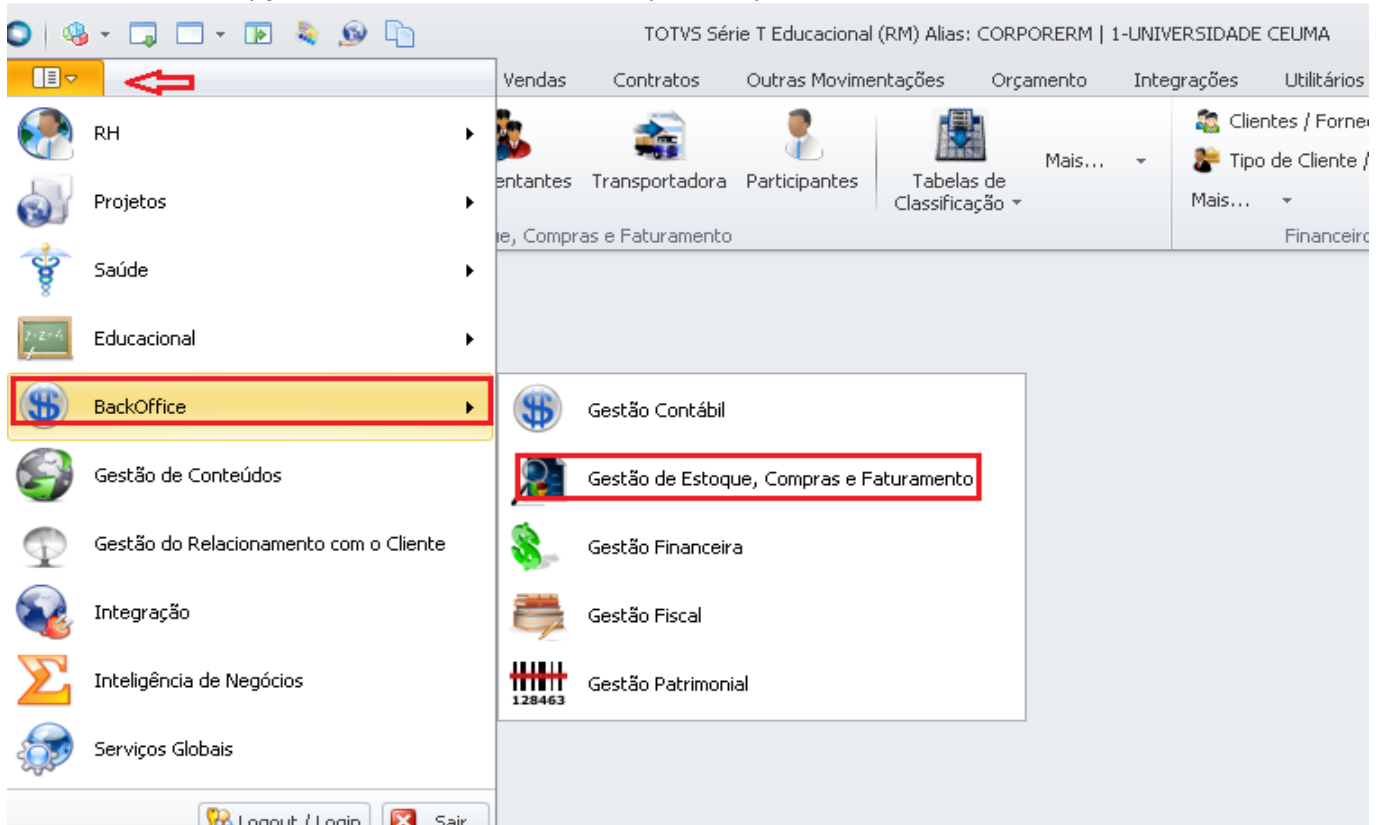 TOTVS Série T Educacional (RM) Alias: CORPORERM | 1-UNIVERSIDADE CEUMA
Vendas Contratos Outras Movimentações Orçamento Integrações Utilitários
RH
Projetos
Saúde
Educacional
BackOffice
Gestão de Conteúdos
Gestão do Relacionamento com o Cliente
Integração
Inteligência de Negócios
Serviços Globais
Logout / Login Sair
entantes Transportadora Participantes Tabelas de
Classificação
Mais...
Clientes / Forne
Tipo de Cliente /
Mais...
e, Compras e Faturamento Financeiro
Gestão Contábil
Gestão de Estoque, Compras e Faturamento
Gestão Financeira
Gestão Fiscal
Gestão Patrimonial
128463